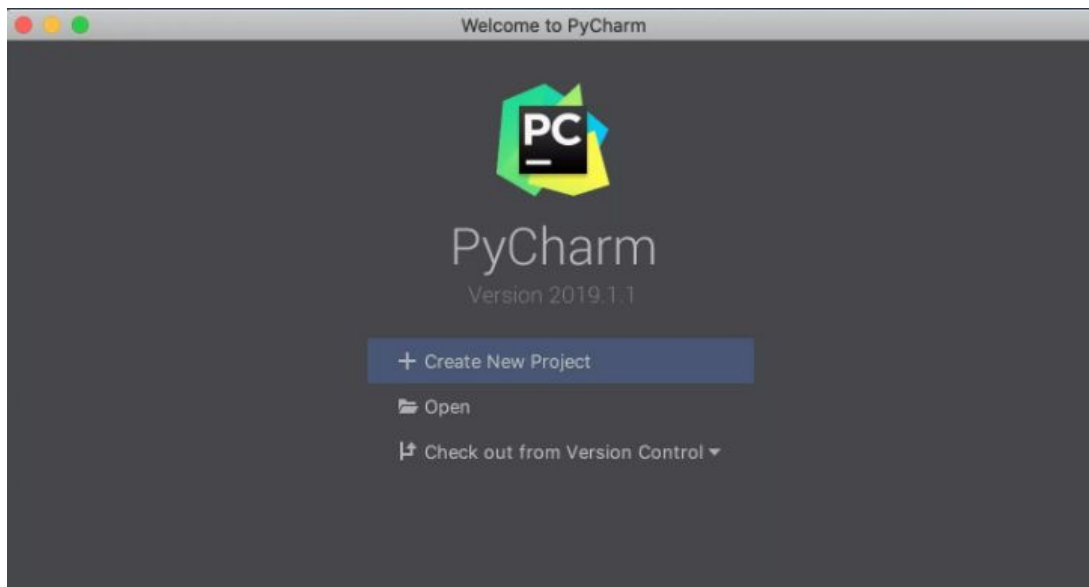 Welcome to PyCharm
PC
PyCharm
Version 2019.1.1
Create New Project
Open
Check out from Version Control